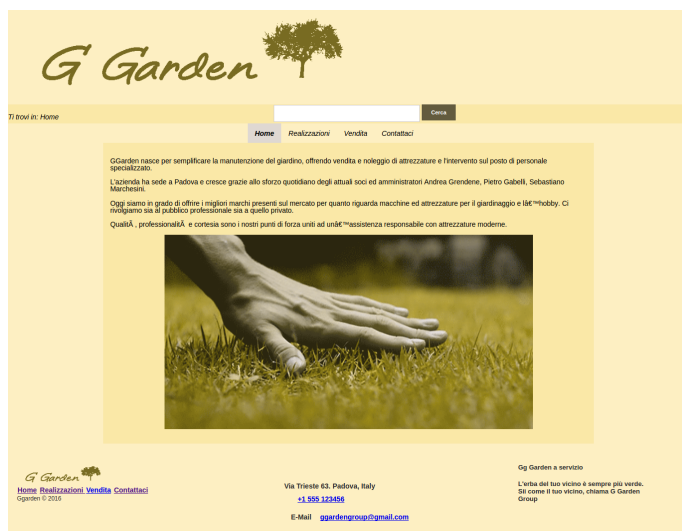 G Garden
Ti trovi in: Home
Cerca
Home Realizzazioni Vendita Contattaci
GGarden nasce per semplificare la manutenzione del giardino, offrendo vendita e noleggio di attrezzature e l'intervento sul posto di personale
specializzato.
L'azienda ha sede a Padova e cresce grazie allo sforzo quotidiano degli attuali soci ed amministratori Andrea Grendene, Pietro Gabelli, Sebastiano
Marchesini.
Oggi siamo in grado di offrire i migliori marchi presenti sul mercato per quanto riguarda macchine ed attrezzature per il giardinaggio e lâ€™hobby. Ci
rivolgiamo sia al pubblico professionale sia a quello privato.
QualitÃ , professionalitÃ  e cortesia sono i nostri punti di forza uniti ad unâ€™assistenza responsabile con attrezzature moderne.
G Garden
Home Realizzazioni Vendita Contattaci
Ggarden © 2016
Via Trieste 63. Padova, Italy
+1 555 123456
E-Mail ggardengroup@gmail.com
Gg Garden a servizio
L'erba del tuo vicino è sempre più verde.
Sii come il tuo vicino, chiama G Garden
Group